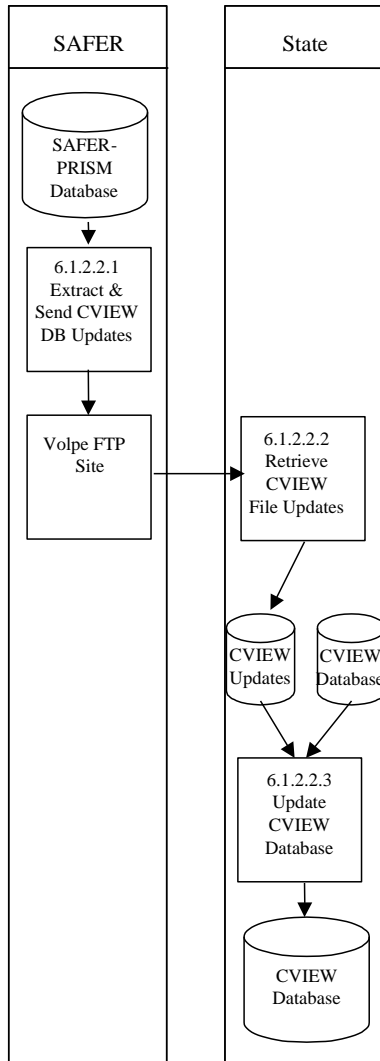 SAFER
State
SAFER-
PRISM
Database
6.1.2.2.1
Extract &
Send CVIEW
DB Updates
Volpe FTP
Site
6.1.2.2.2
Retrieve
CVIEW
File Updates
CVIEW
Updates
CVIEW
Database
6.1.2.2.3
Update
CVIEW
Database
CVIEW
Database